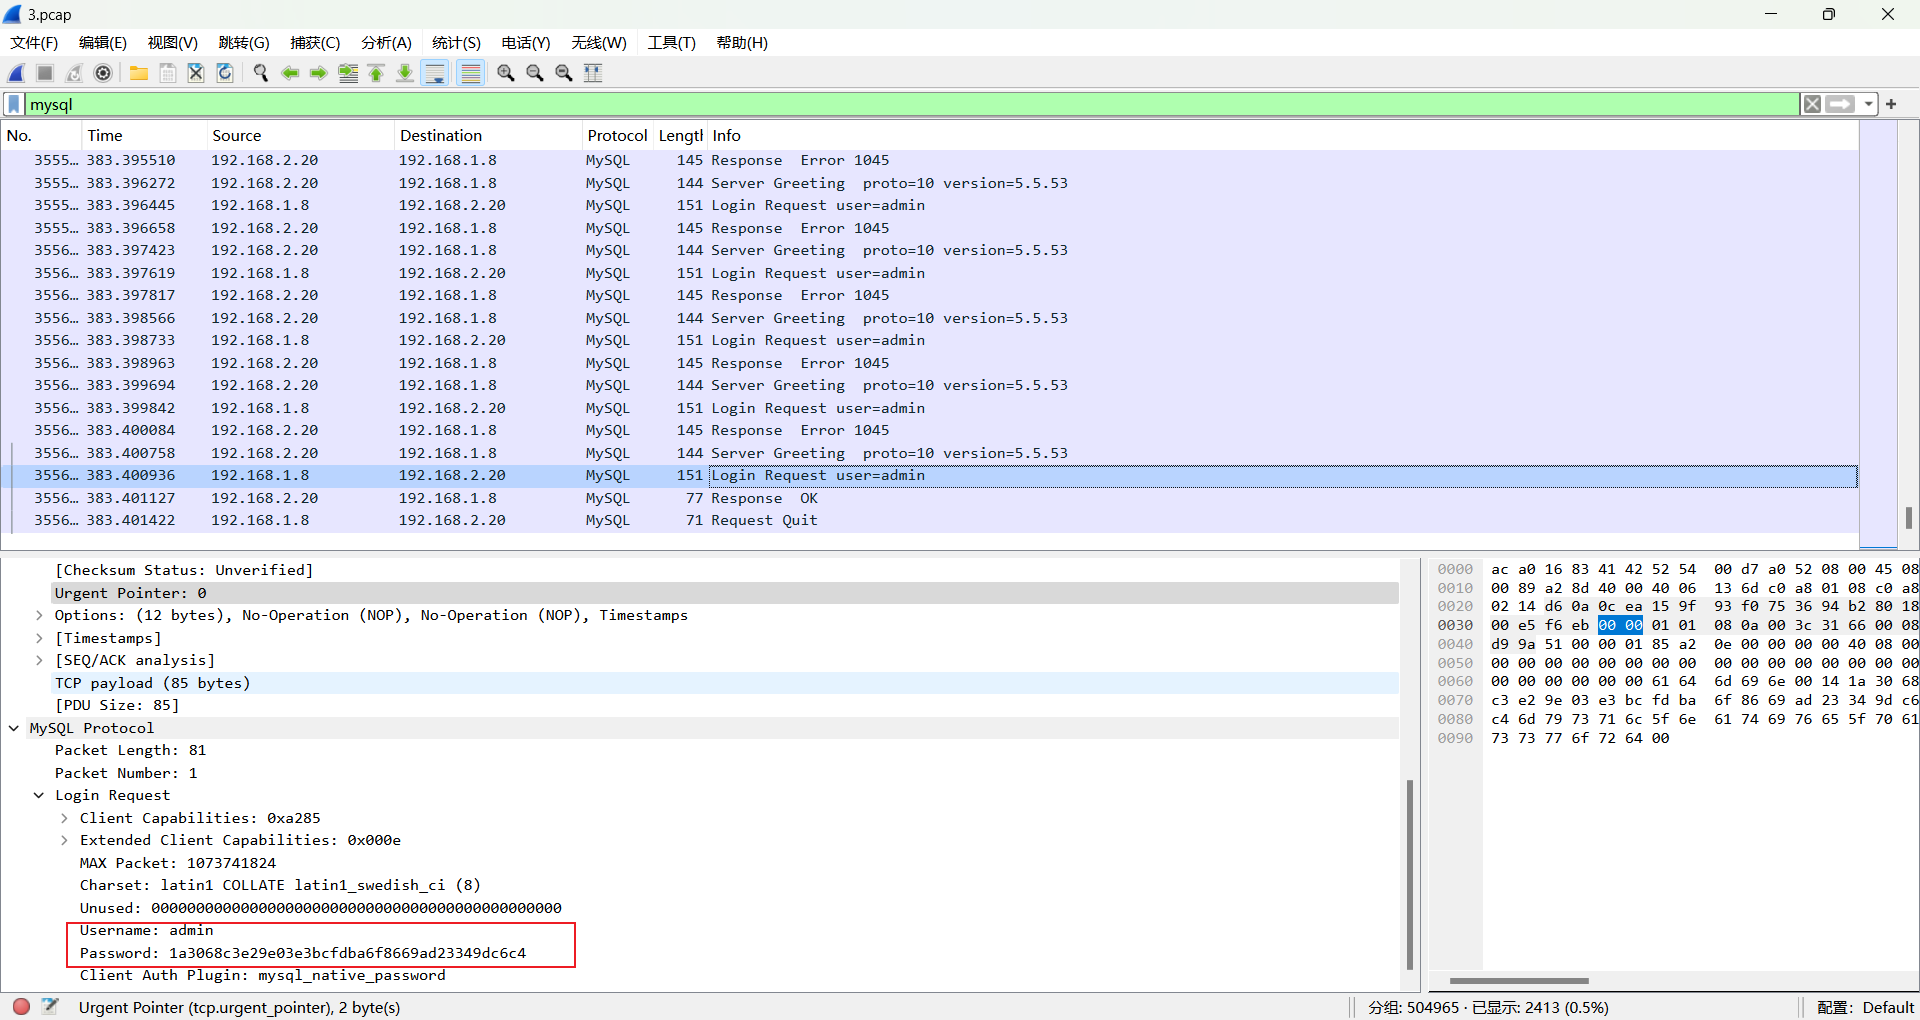 3.pcap
文件(F) 编辑(E) 视图(V) 跳转(G) 捕获(C) 分析(A) 统计(S) 电话(Y) 无线(W) 工具(T) 帮助(H)
mysql
No. Time Source Destination Protocol Lengtl Info
3555… 383.395510 192.168.2.20 192.168.1.8 MySQL 145 Response Error 1045
3555… 383.396272 192.168.2.20 192.168.1.8 MySQL 144 Server Greeting proto=10 version=5.5.53
3555… 383.396445 192.168.1.8 192.168.2.20 MySQL 151 Login Request user=admin
3555… 383.396658 192.168.2.20 192.168.1.8 MySQL 145 Response Error 1045
3556… 383.397423 192.168.2.20 192.168.1.8 MySQL 144 Server Greeting proto=10 version=5.5.53
3556… 383.397619 192.168.1.8 192.168.2.20 MySQL 151 Login Request user=admin
3556… 383.397817 192.168.2.20 192.168.1.8 MySQL 145 Response Error 1045
3556… 383.398566 192.168.2.20 192.168.1.8 MySQL 144 Server Greeting proto=10 version=5.5.53
3556… 383.398733 192.168.1.8 192.168.2.20 MySQL 151 Login Request user=admin
3556… 383.398963 192.168.2.20 192.168.1.8 MySQL 145 Response Error 1045
3556… 383.399694 192.168.2.20 192.168.1.8 MySQL 144 Server Greeting proto=10 version=5.5.53
3556… 383.399842 192.168.1.8 192.168.2.20 MySQL 151 Login Request user=admin
3556… 383.400084 192.168.2.20 192.168.1.8 MySQL 145 Response Error 1045
3556… 383.400758 192.168.2.20 192.168.1.8 MySQL 144 Server Greeting proto=10 version=5.5.53
3556… 383.400936 192.168.1.8 192.168.2.20 MySQL 151 Login Request user=admin
3556… 383.401127 192.168.2.20 192.168.1.8 MySQL 77 Response OK
3556… 383.401422 192.168.1.8 192.168.2.20 MySQL 71 Request Quit
[Checksum Status: Unverified]
Urgent Pointer: 0
Options: (12 bytes), No-Operation (NOP), No-Operation (NOP), Timestamps
[Timestamps]
[SEQ/ACK analysis]
TCP payload (85 bytes)
[PDU Size: 85]
MySQL Protocol
Packet Length: 81
Packet Number: 1
Login Request
Client Capabilities: 0xa285
Extended Client Capabilities: 0x000e
MAX Packet: 1073741824
Charset: latin1 COLLATE latin1_swedish_ci (8)
Unused: 0000000000000000000000000000000000000000000000
Username: admin
Password: 1a3068c3e29e03e3bcfdba6f8669ad23349dc6c4
Client Auth Plugin: mysql_native_password
0000 ac a0 16 83 41 42 52 54 00 d7 a0 52 08 00 45 08
0010 00 89 a2 8d 40 00 40 06 13 6d c0 a8 01 08 c0 a8
0020 02 14 d6 0a 0c ea 15 9f 93 f0 75 36 94 b2 80 18
0030 00 e5 f6 eb 00 00 01 01 08 0a 00 3c 31 66 00 08
0040 d9 9a 51 00 00 01 85 a2 0e 00 00 00 00 40 08 00
0050 00 00 00 00 00 00 00 00 00 00 00 00 00 00 00 00
0060 00 00 00 00 00 00 61 64 6d 69 6e 00 14 1a 30 68
0070 c3 e2 9e 03 e3 bc fd ba 6f 86 69 ad 23 34 9d c6
0080 c4 6d 79 73 71 6c 5f 6e 61 74 69 76 65 5f 70 61
0090 73 73 77 6f 72 64 00
Urgent Pointer (tcp.urgent_pointer), 2 byte(s) 分组: 504965 · 已显示: 2413 (0.5%) 配置: Default